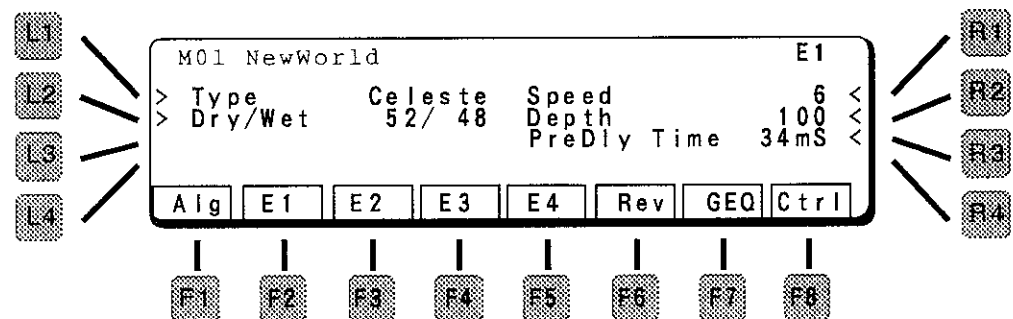 L1
L2
L3
L4
M01 NewWorld E1
> Type Celeste Speed 6 <
> Dry/Wet 52/ 48 Depth 100 <
PreDly Time 34mS <
Alg E1 E2 E3 E4 Rev GEQ Ctrl
R1
R2
R3
R4
F1 F2 F3 F4 F5 F6 F7 F8